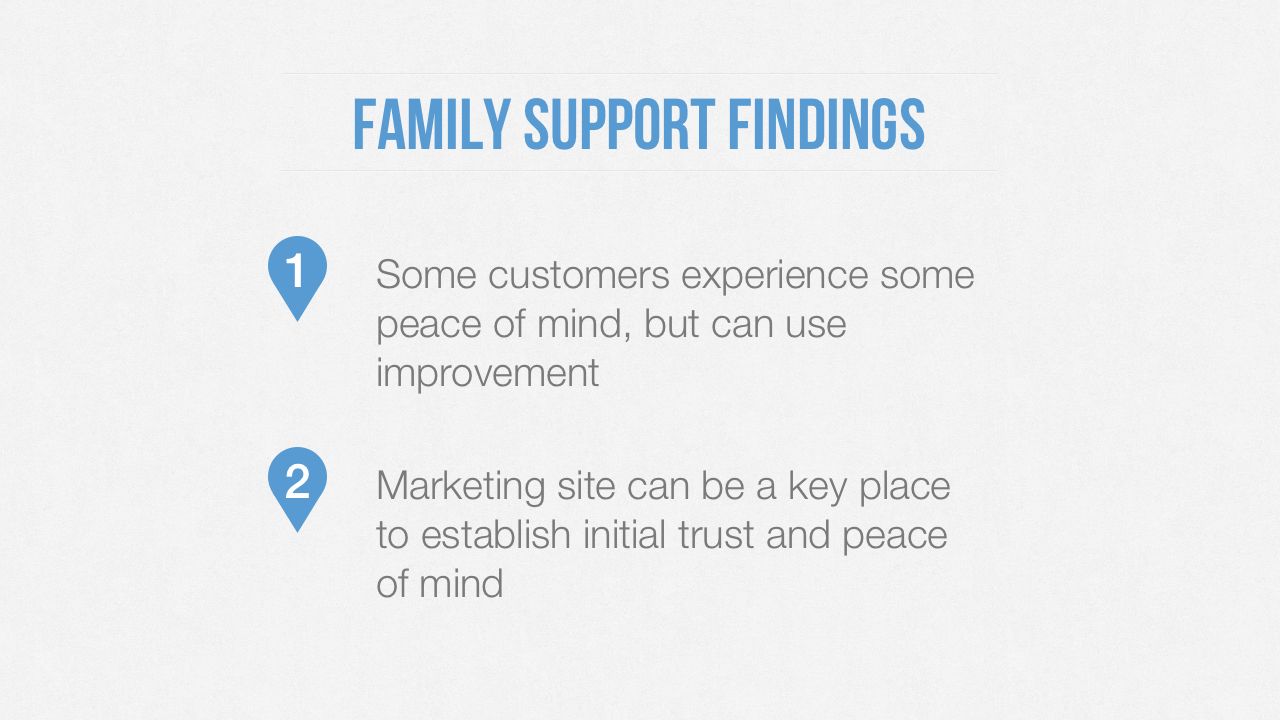 FAMILY SUPPORT FINDINGS
1
Some customers experience some
peace of mind, but can use
improvement
2
Marketing site can be a key place
to establish initial trust and peace
of mind